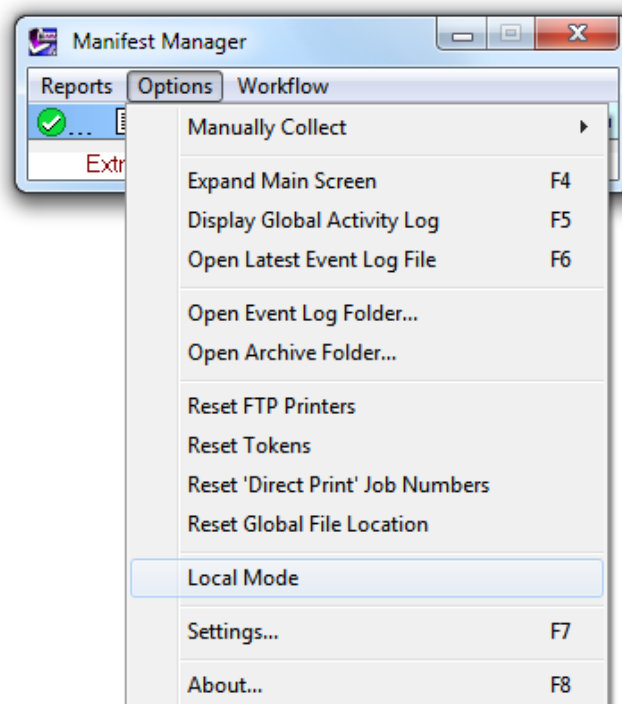 Manifest Manager
Reports Options Workflow
...
Extr
Manually Collect
Expand Main Screen F4
Display Global Activity Log F5
Open Latest Event Log File F6
Open Event Log Folder...
Open Archive Folder...
Reset FTP Printers
Reset Tokens
Reset 'Direct Print' Job Numbers
Reset Global File Location
Local Mode
Settings... F7
About... F8